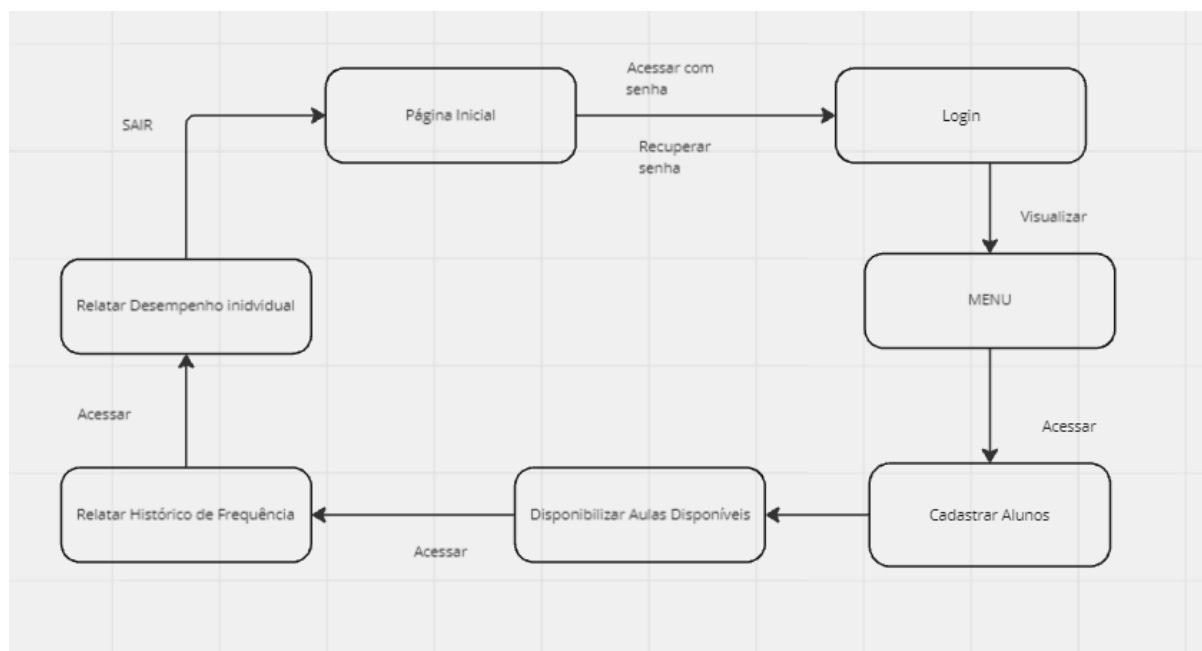 Acessar com
senha
SAIR
Página Inicial
Login
Recuperar
senha
Visualizar
Relatar Desempenho inidvidual
MENU
Acessar
Acessar
Relatar Histórico de Frequência
Disponibilizar Aulas Disponíveis
Cadastrar Alunos
Acessar